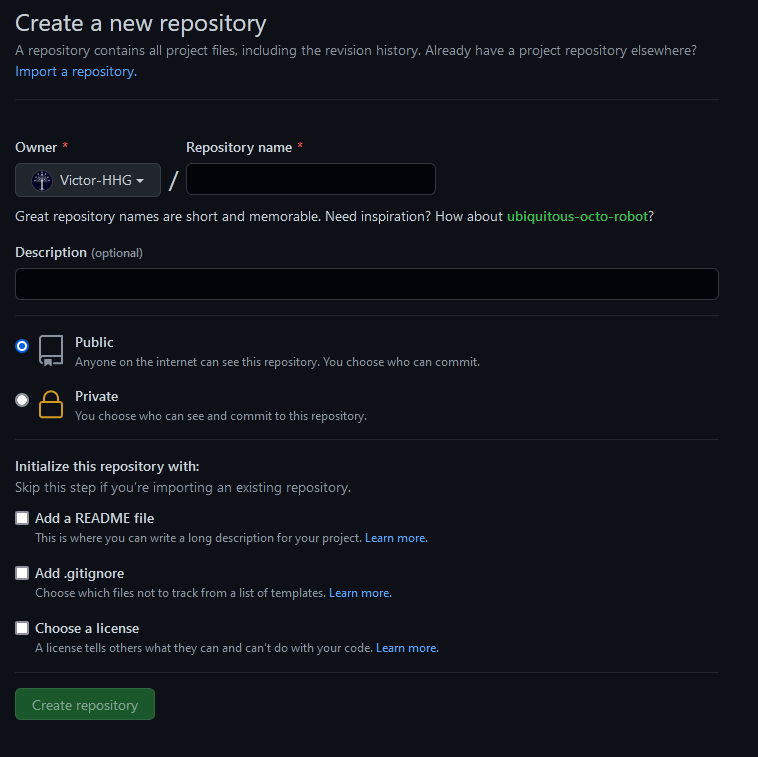 Create a new repository
A repository contains all project files, including the revision history. Already have a project repository elsewhere?
Import a repository.
Owner * Repository name *
Victor-HHG /
Great repository names are short and memorable. Need inspiration? How about ubiquitous-octo-robot?
Description (optional)
Public
Anyone on the internet can see this repository. You choose who can commit.
Private
You choose who can see and commit to this repository.
Initialize this repository with:
Skip this step if you're importing an existing repository.
Add a README file
This is where you can write a long description for your project. Learn more.
Add .gitignore
Choose which files not to track from a list of templates. Learn more.
Choose a license
A license tells others what they can and can't do with your code. Learn more.
Create repository